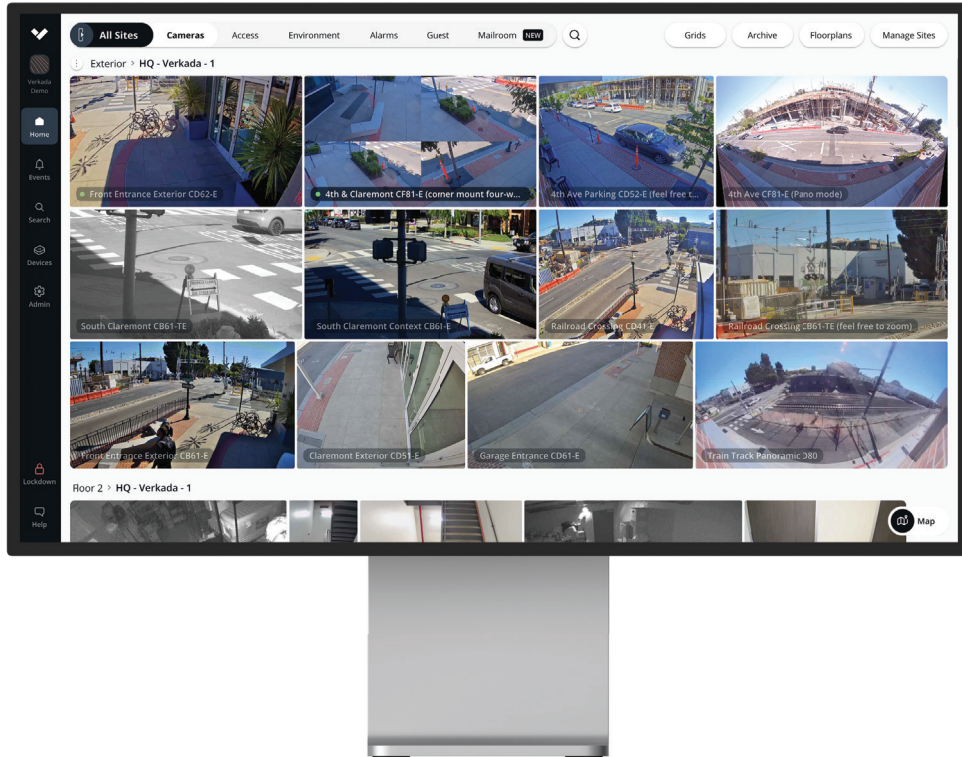 All Sites
Cameras
Access
Environment
Alarms
Guest
Mailroom NEW
Grids
Archive
Floorplans
Manage Sites
Verkada
Demo
Home
Events
Search
Devices
Admin
Lockdown
Help
Exterior > HQ - Verkada - 1
Front Entrance Exterior CD62-E
4th & Claremont CF81-E (corner mount four-w...
4th Ave Parking CD52-E (feel free t...
4th Ave CF81-E (Pano mode)
South Claremont CB61-TE
South Claremont Context CB61-E
Railroad Crossing CD41-E
Railroad Crossing CB61-TE (feel free to zoom)
Front Entrance Exterior CB61-E
Claremont Exterior CD51-E
Garage Entrance CD61-E
Train Track Panoramic D80
Floor 2 > HQ - Verkada - 1
Map